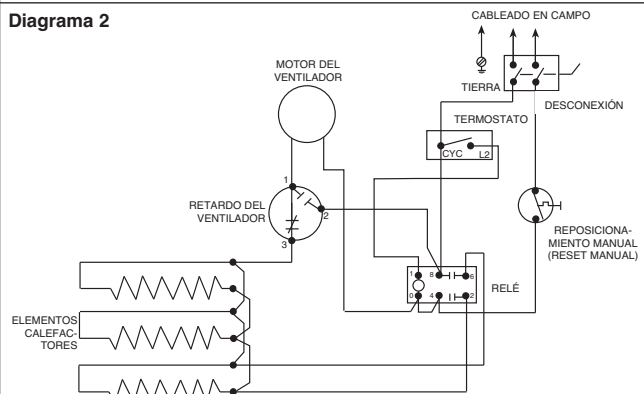 Diagrama 2
CABLEADO EN CAMPO
MOTOR DEL
VENTILADOR
TIERRA
DESCONEXIÓN
TERMOSTATO
CYC
L2
1
RETARDO DEL
VENTILADOR
2
3
REPOSICIONA-
MIENTO MANUAL
(RESET MANUAL)
1
8
6
RELÉ
0
4
2
ELEMENTOS
CALEFAC-
TORES